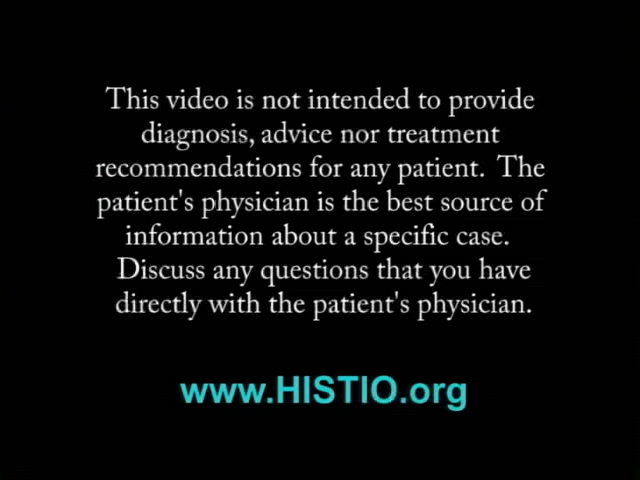 This video is not intended to provide
diagnosis, advice nor treatment
recommendations for any patient.  The
patient's physician is the best source of
information about a specific case.
Discuss any questions that you have
directly with the patient's physician.
www.HISTIO.org